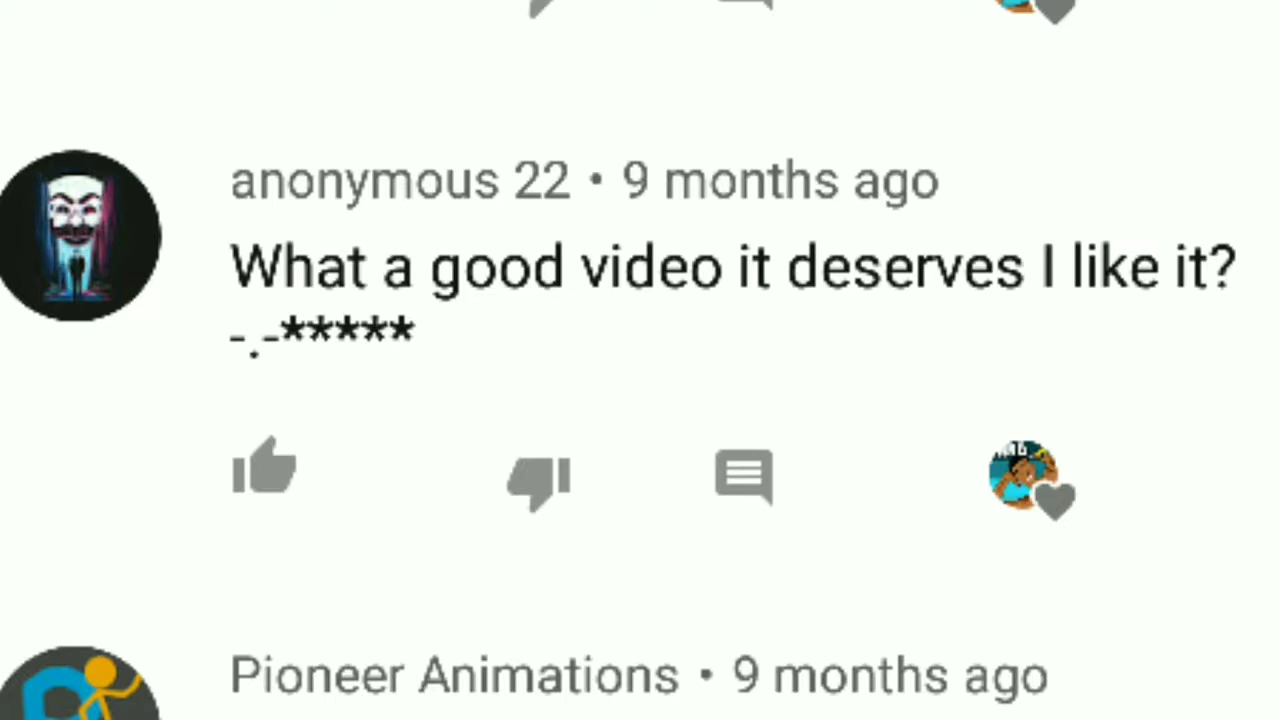 anonymous 22 • 9 months ago
What a good video it deserves I like it?
-.-*****
Pioneer Animations • 9 months ago